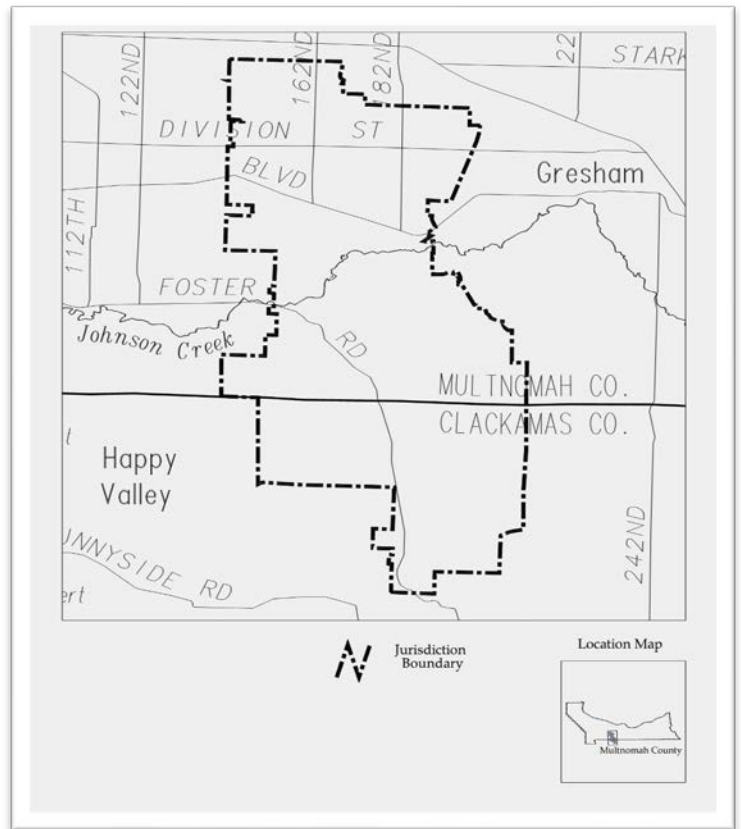 122ND
162ND
182ND
22
STARK
DIVISION ST
BLVD
Gresham
112TH
FOSTER
RD
Johnson Creek
MULTNOMAH CO.
CLACKAMAS CO.
Happy
Valley
UNNYSIDE RD
242ND
ert
t
Jurisdiction
Boundary
Location Map
Multnomah County